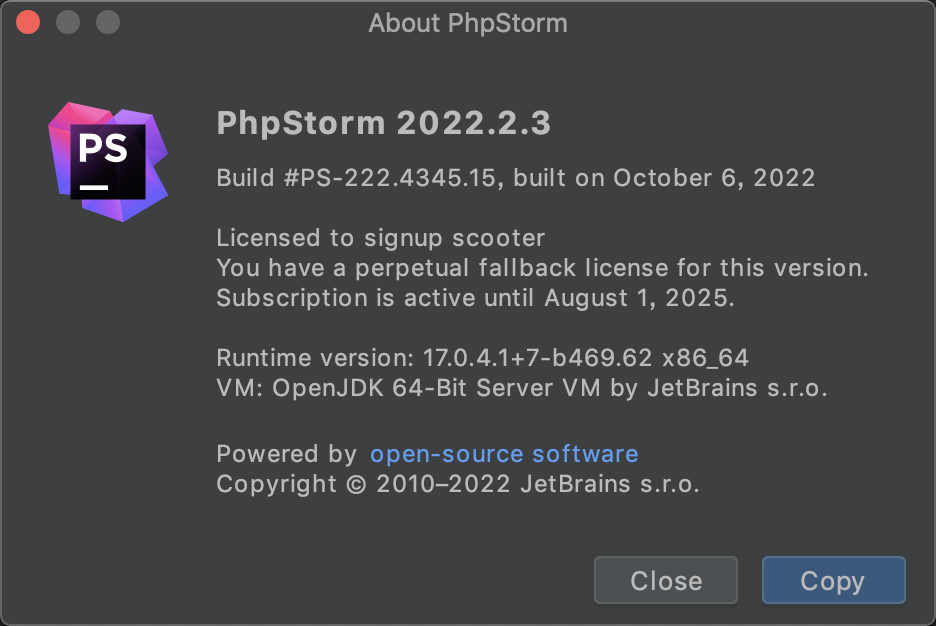 About PhpStorm
PS
PhpStorm 2022.2.3
Build #PS-222.4345.15, built on October 6, 2022
Licensed to signup scooter
You have a perpetual fallback license for this version.
Subscription is active until August 1, 2025.
Runtime version: 17.0.4.1+7-b469.62 x86_64
VM: OpenJDK 64-Bit Server VM by JetBrains s.r.o.
Powered by open-source software
Copyright © 2010–2022 JetBrains s.r.o.
Close Copy